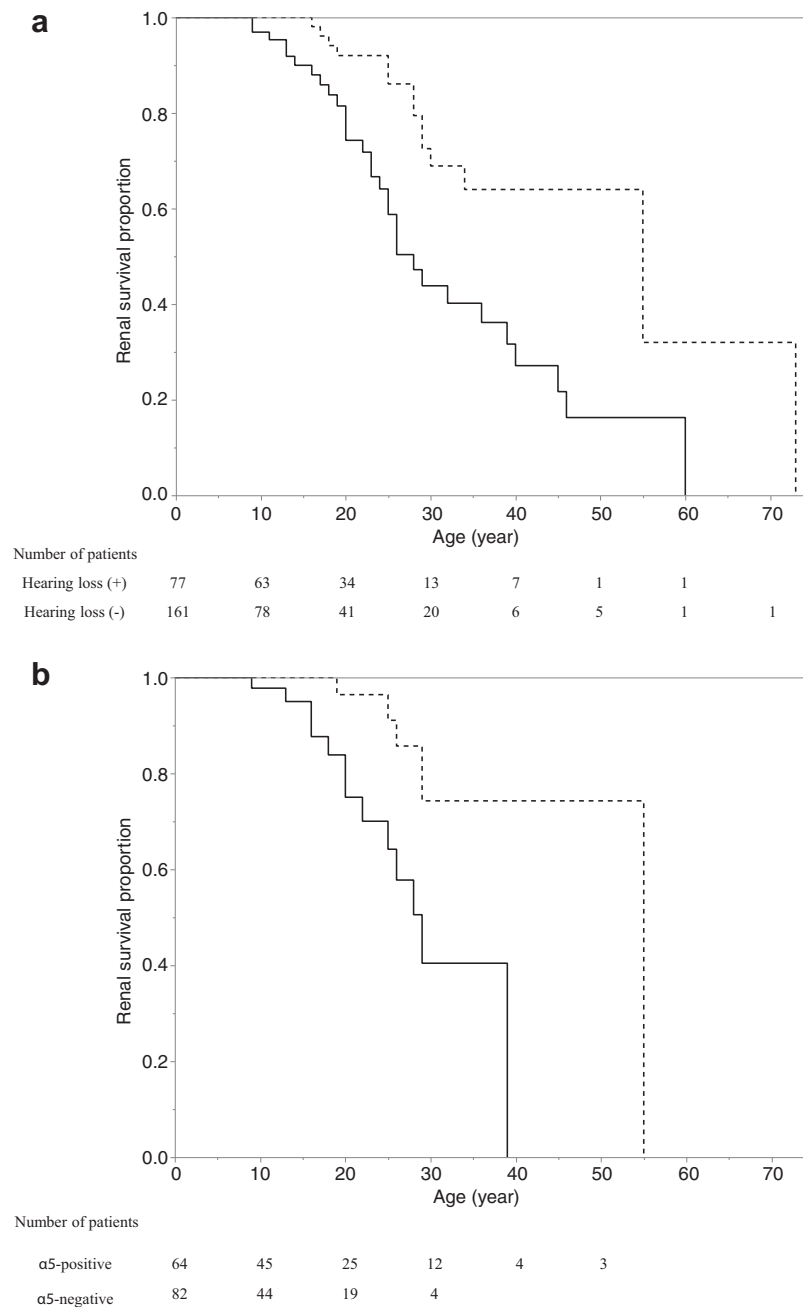 a
1.0
0.8
0.6
0.4
0.2
0.0
Renal survival proportion
0 10 20 30 40 50 60 70
Age (year)
Number of patients
Hearing loss (+) 77 63 34 13 7 1 1
Hearing loss (-) 161 78 41 20 6 5 1 1
b
1.0
0.8
0.6
0.4
0.2
0.0
Renal survival proportion
0 10 20 30 40 50 60 70
Age (year)
Number of patients
α5-positive 64 45 25 12 4 3
α5-negative 82 44 19 4